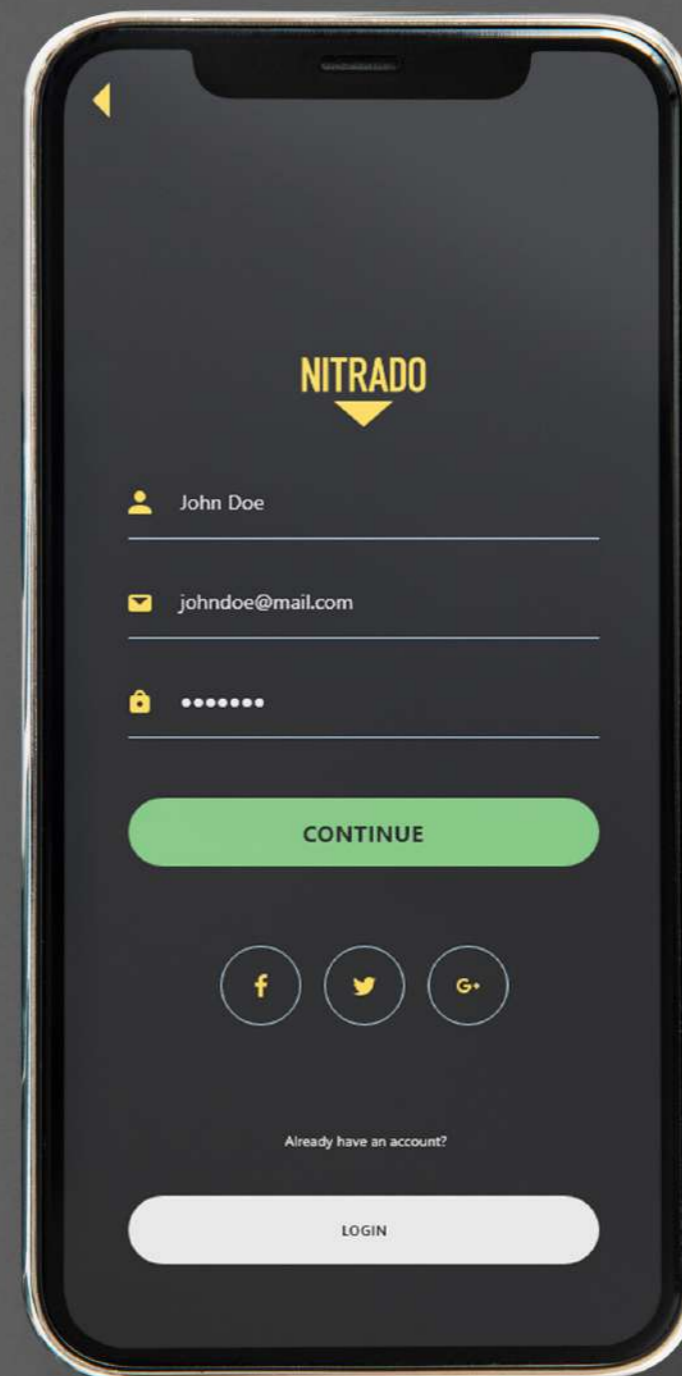 NITRADO
John Doe
johndoe@mail.com
•••••••
CONTINUE
f
G+
Already have an account?
LOGIN